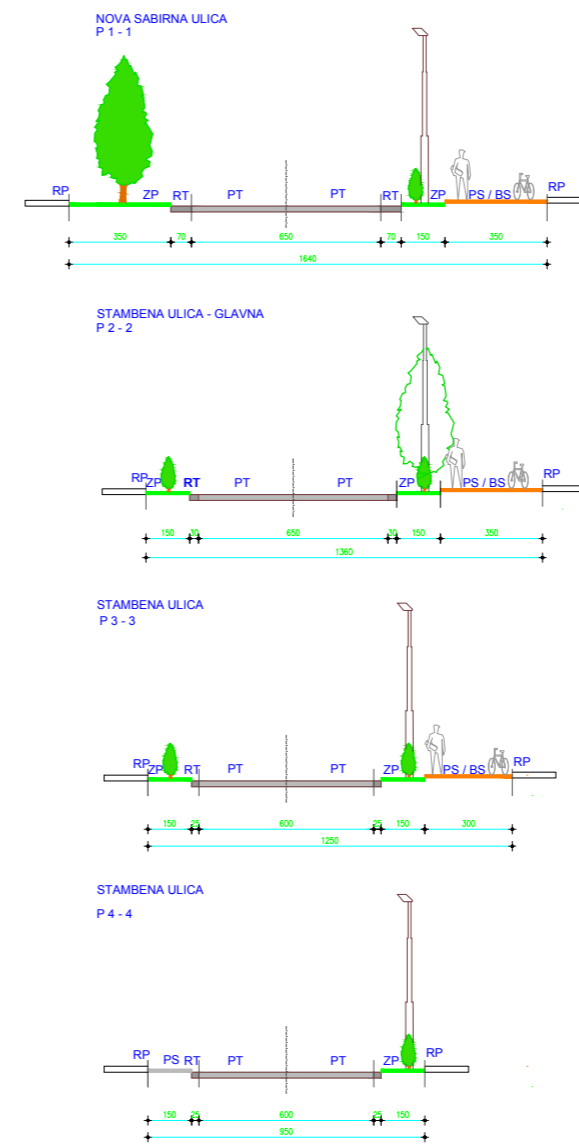 NOVA SABIRNA ULICA
P 1 - 1
RP ZP RT PT PT RT ZP PS / BS RP
350 70 650 70 150 350
1640
STAMBENA ULICA - GLAVNA
P 2 - 2
RP ZP RT PT PT ZP PS / BS RP
150 30 650 30 150 350
1360
STAMBENA ULICA
P 3 - 3
RP ZP RT PT PT ZP PS / BS RP
150 25 600 25 150 300
1250
STAMBENA ULICA
P 4 - 4
RP PS RT PT PT ZP RP
150 25 600 25 150
950